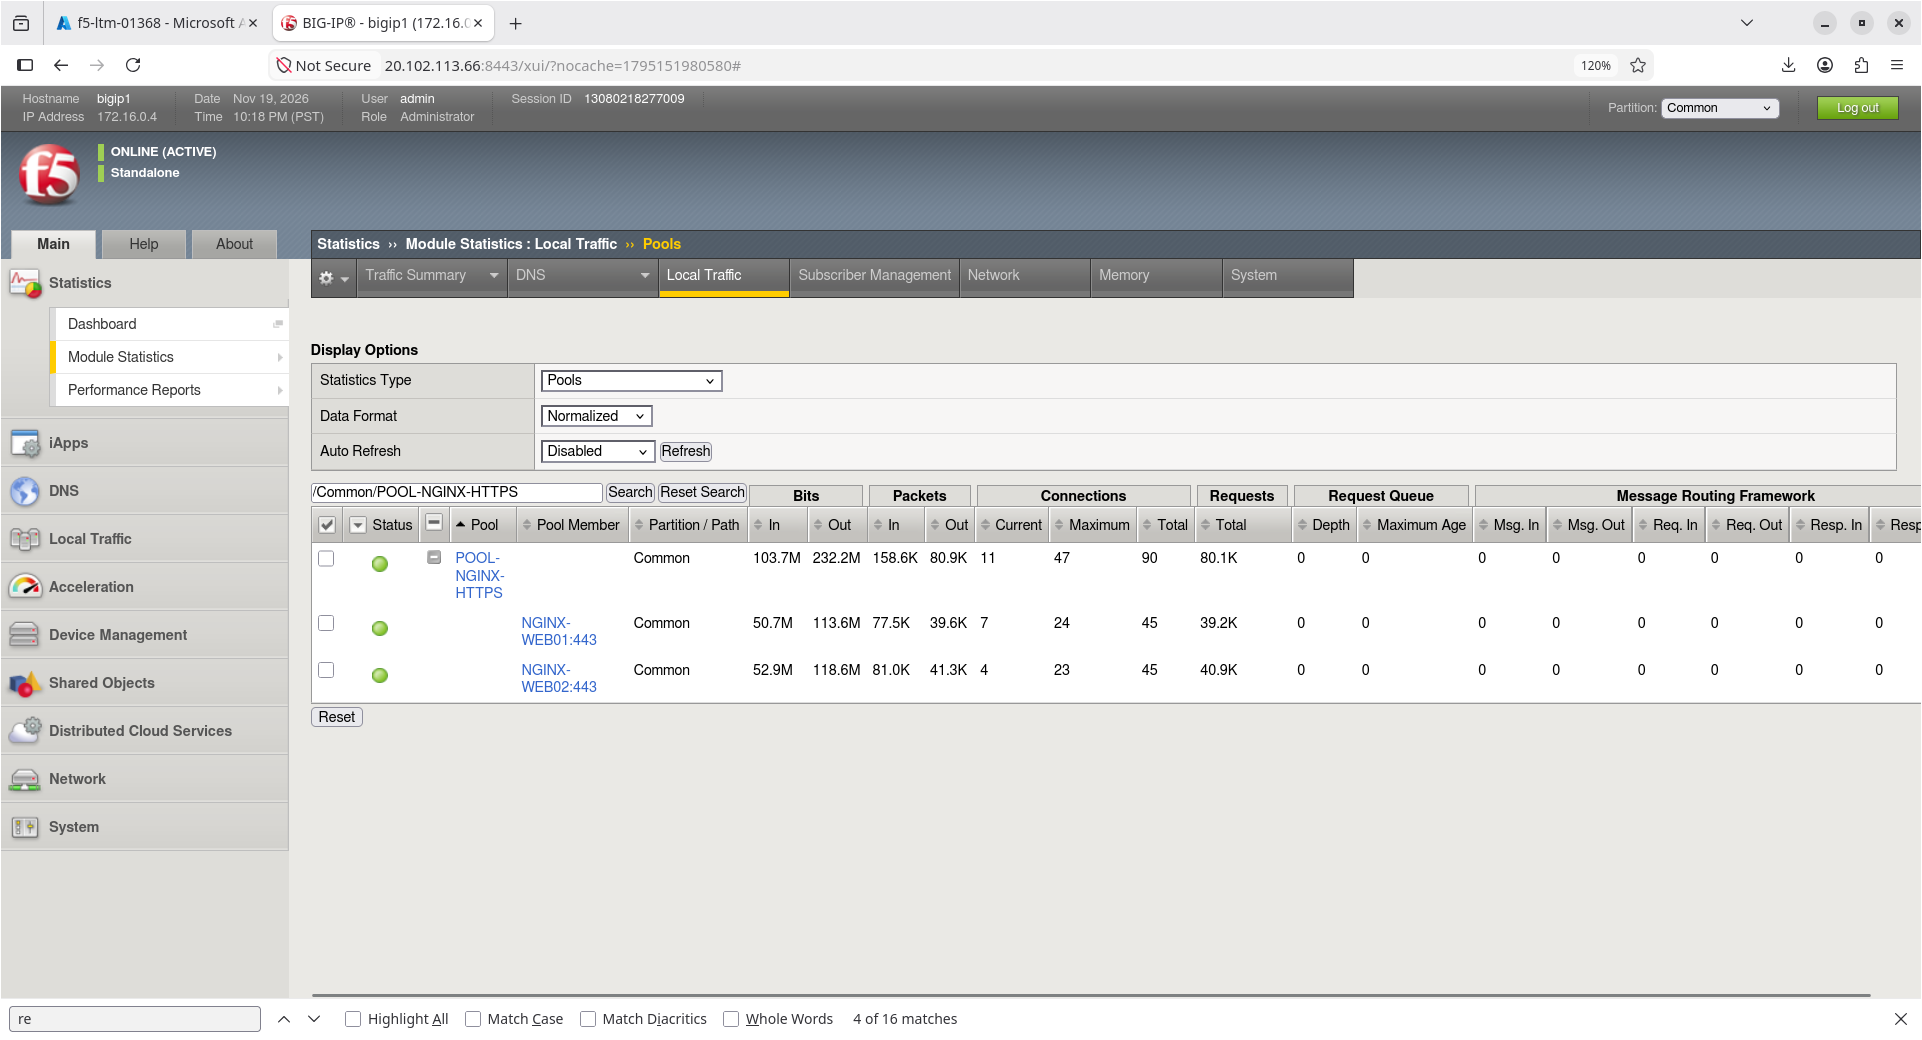 f5-ltm-01368 - Microsoft A
BIG-IP® - bigip1 (172.16.0.
Not Secure 20.102.113.66:8443/xui/?nocache=1795151980580# 120%
Hostname bigip1 Date Nov 19, 2026 User admin Session ID 13080218277009
IP Address 172.16.0.4 Time 10:18 PM (PST) Role Administrator
Partition: Common Log out
f5
ONLINE (ACTIVE)
Standalone
Main Help About
Statistics ›› Module Statistics : Local Traffic ›› Pools
Traffic Summary DNS Local Traffic Subscriber Management Network Memory System
Statistics
Dashboard
Module Statistics
Performance Reports
iApps
DNS
Local Traffic
Acceleration
Device Management
Shared Objects
Distributed Cloud Services
Network
System
Display Options
Statistics Type Pools
Data Format Normalized
Auto Refresh Disabled Refresh
/Common/POOL-NGINX-HTTPS Search Reset Search Bits Packets Connections Requests Request Queue Message Routing Framework
Status Pool Pool Member Partition / Path In Out In Out Current Maximum Total Total Depth Maximum Age Msg. In Msg. Out Req. In Req. Out Resp. In Resp
POOL- Common 103.7M 232.2M 158.6K 80.9K 11 47 90 80.1K 0 0 0 0 0 0 0 0
NGINX-
HTTPS
NGINX- Common 50.7M 113.6M 77.5K 39.6K 7 24 45 39.2K 0 0 0 0 0 0 0 0
WEB01:443
NGINX- Common 52.9M 118.6M 81.0K 41.3K 4 23 45 40.9K 0 0 0 0 0 0 0 0
WEB02:443
Reset
re Highlight All Match Case Match Diacritics Whole Words 4 of 16 matches